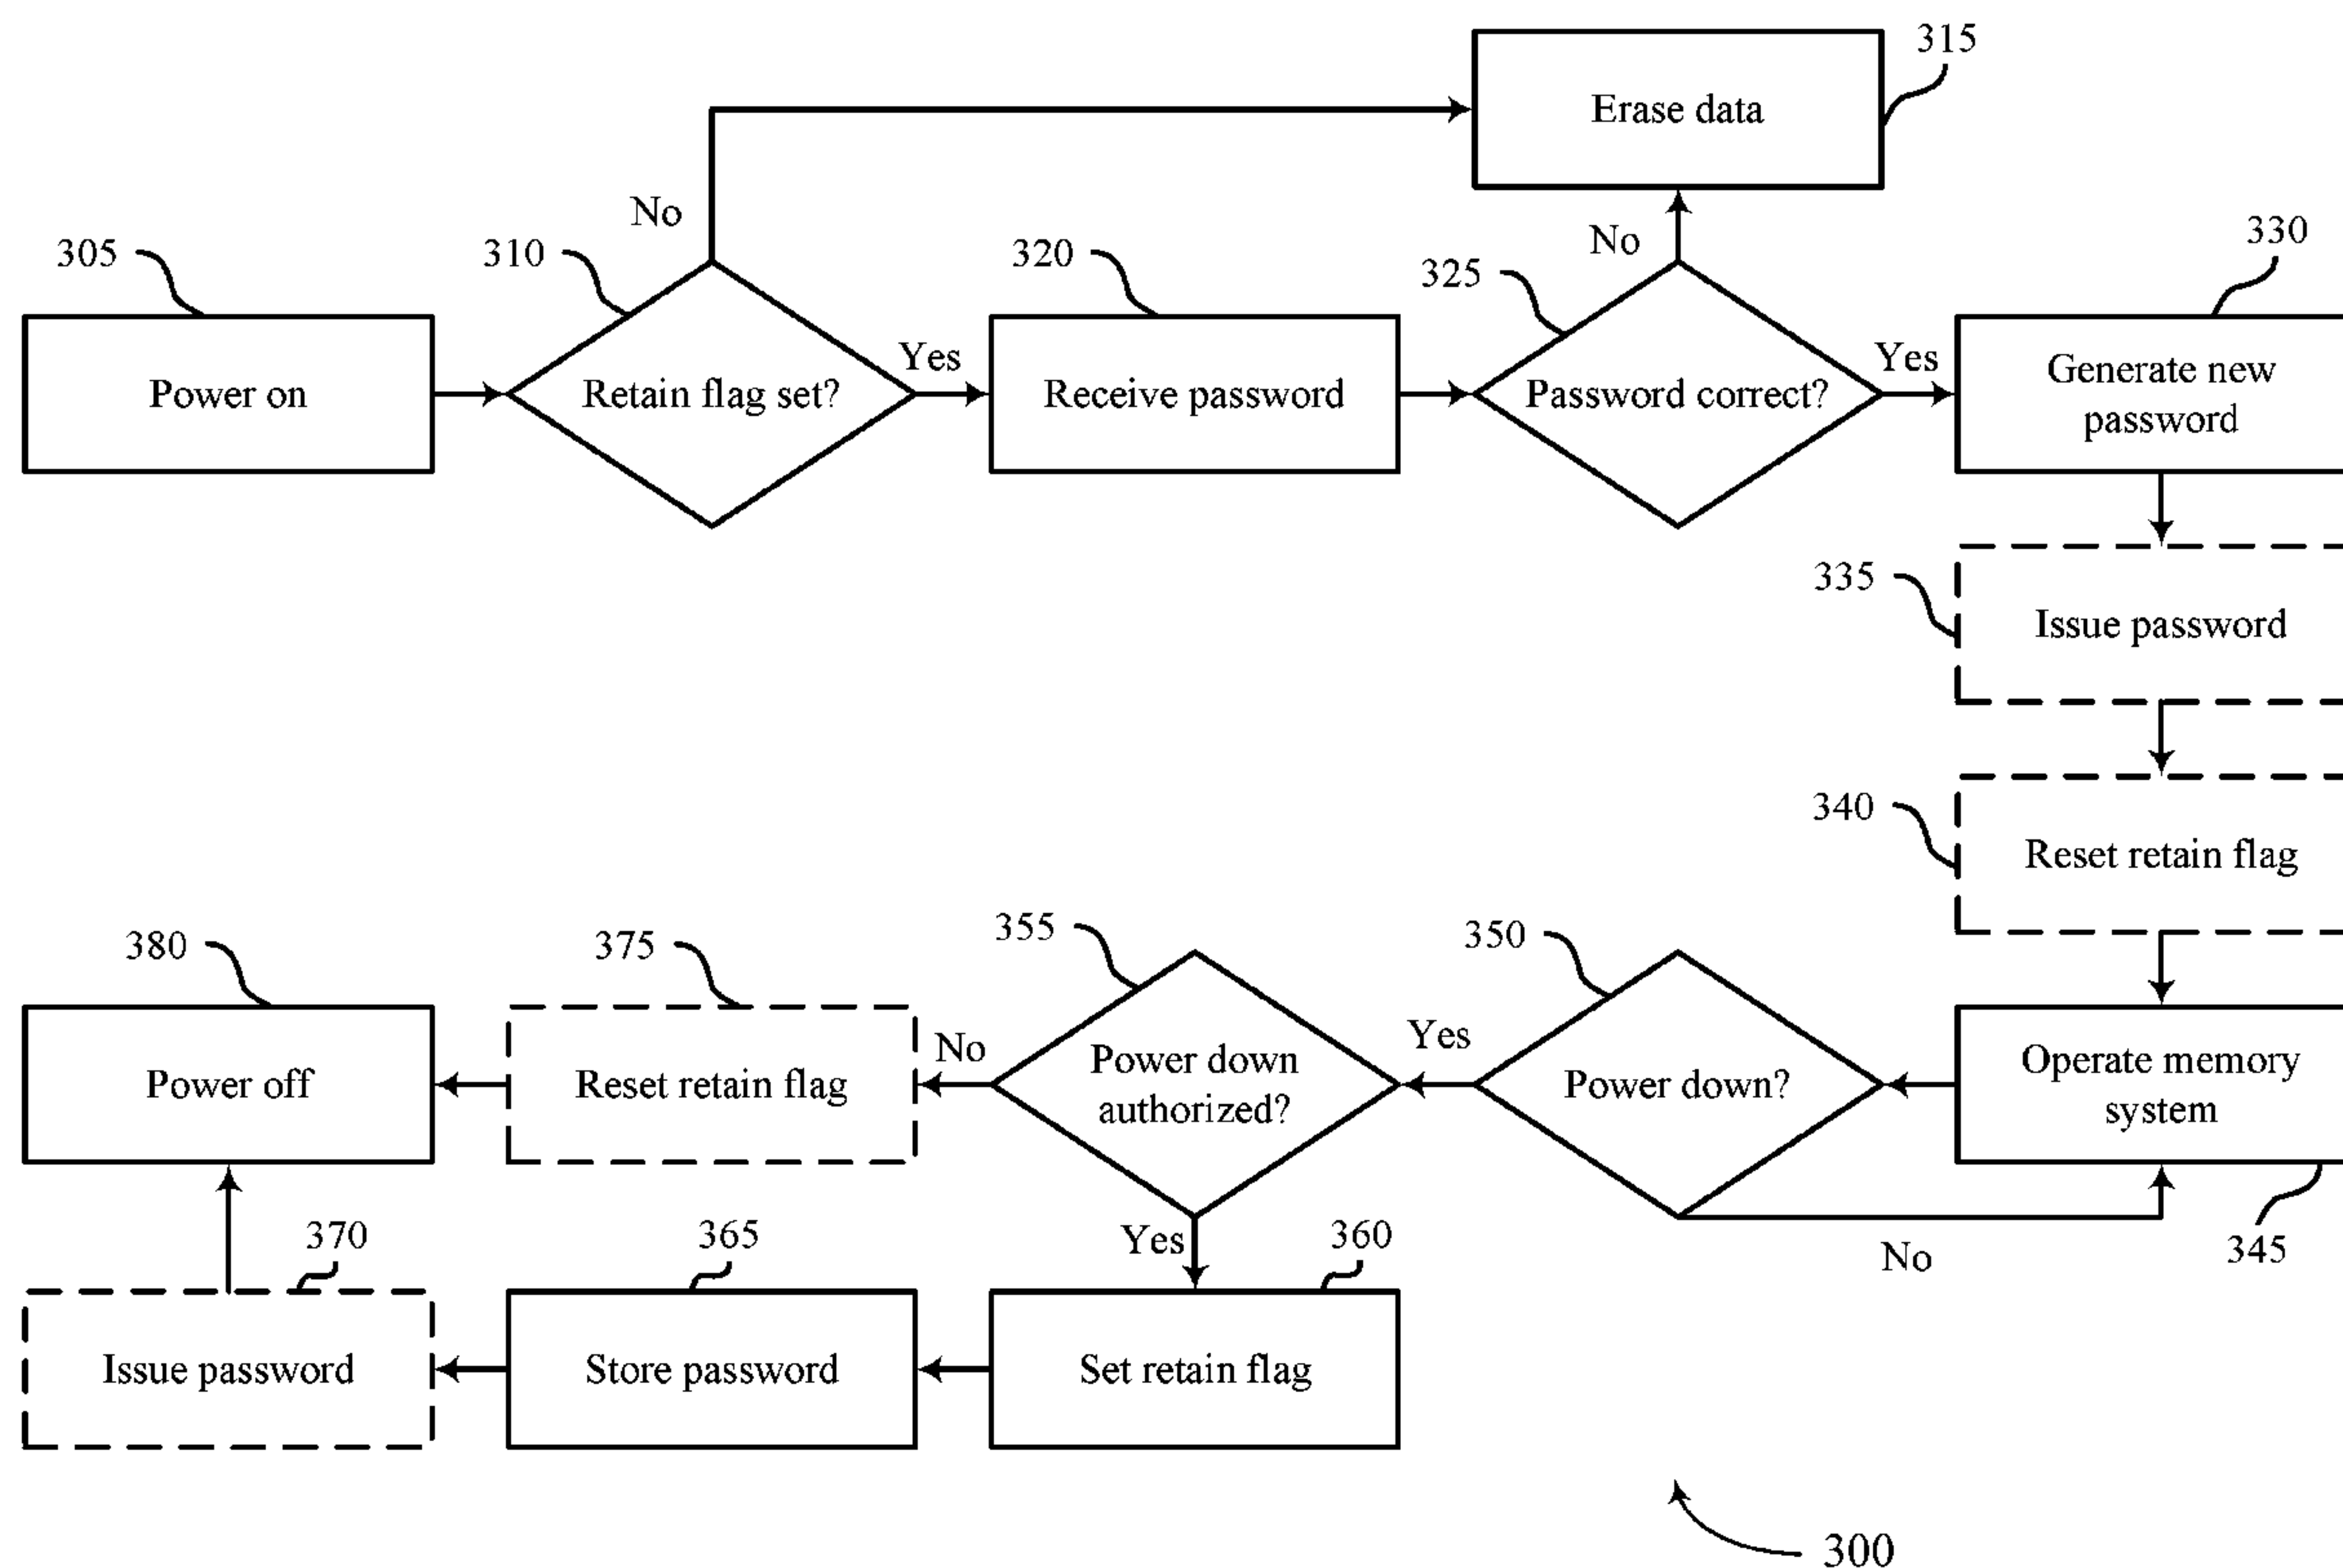 315
Erase data
No
No
305
310
320
325
330
Power on
Retain flag set?
Yes
Receive password
Password correct?
Yes
Generate new
password
335
Issue password
340
Reset retain flag
380
375
355
350
Power off
Reset retain flag
No
Power down
authorized?
Yes
Power down?
Operate memory
system
370
365
Yes
360
No
345
Issue password
Store password
Set retain flag
300